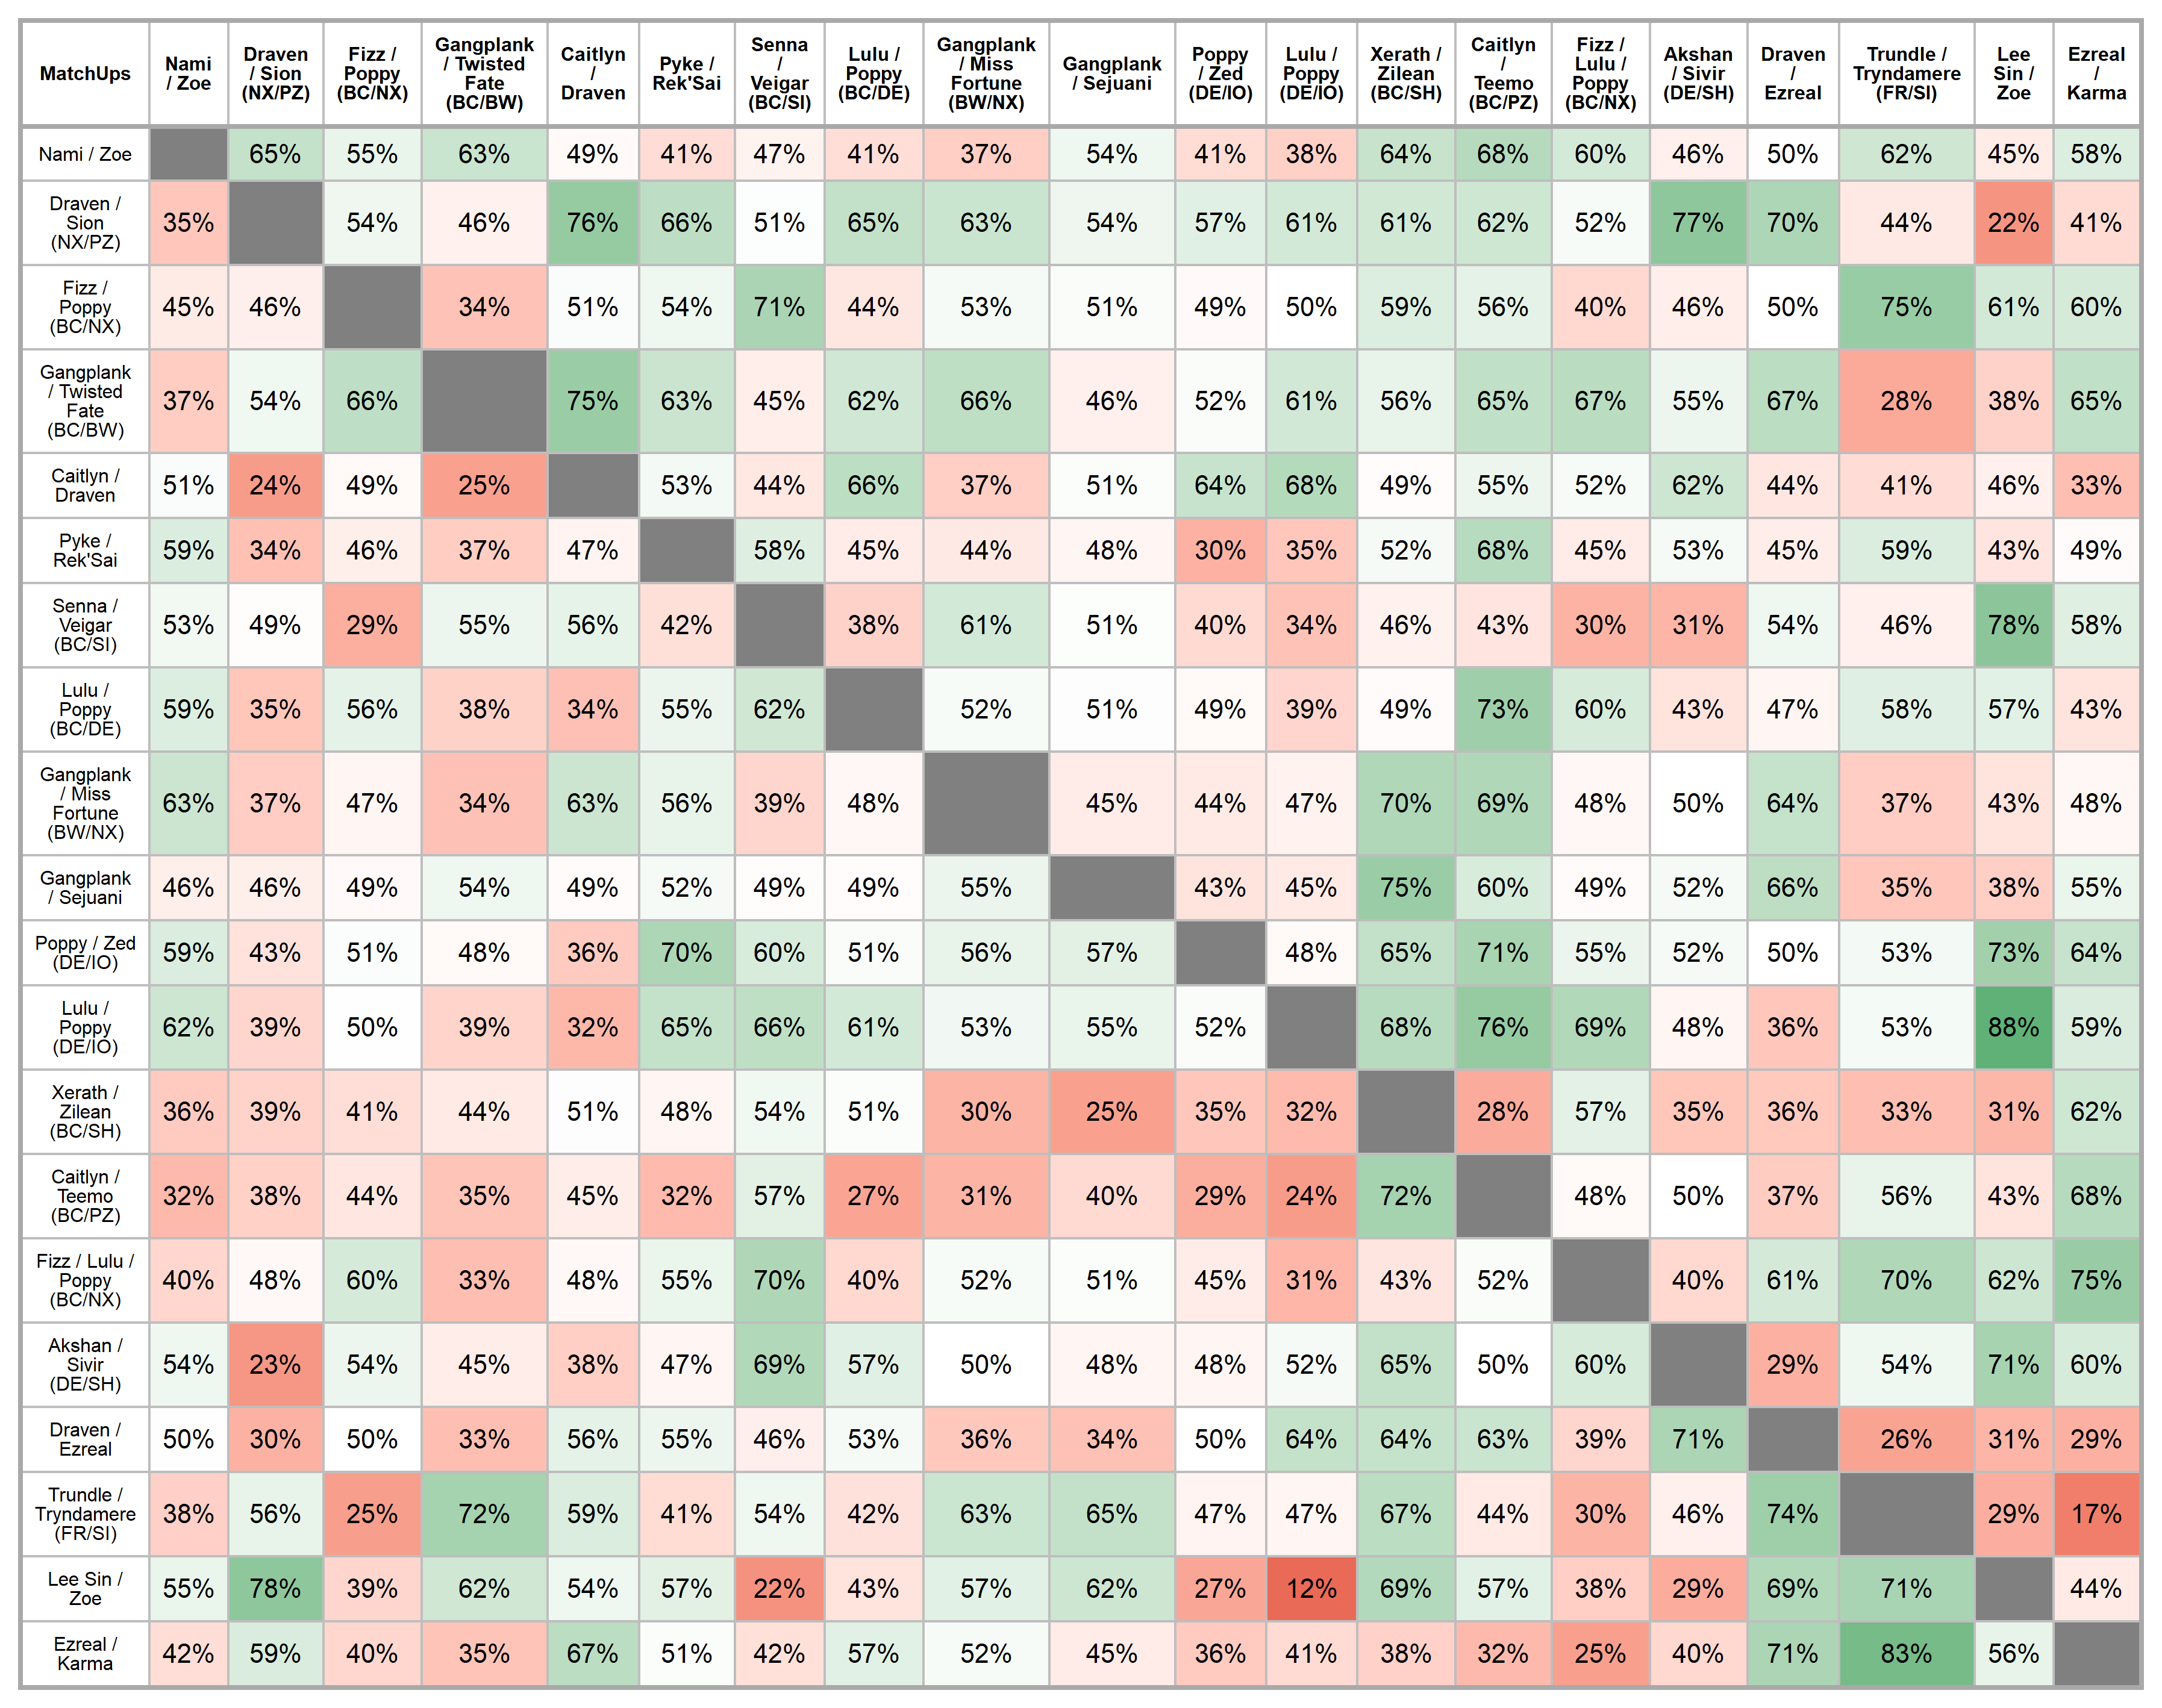 MatchUps Nami / Zoe Draven / Sion (NX/PZ) Fizz / Poppy (BC/NX) Gangplank / Twisted Fate (BC/BW) Caitlyn / Draven Pyke / Rek'Sai Senna / Veigar (BC/SI) Lulu / Poppy (BC/DE) Gangplank / Miss Fortune (BW/NX) Gangplank / Sejuani Poppy / Zed (DE/IO) Lulu / Poppy (DE/IO) Xerath / Zilean (BC/SH) Caitlyn / Teemo (BC/PZ) Fizz / Lulu / Poppy (BC/NX) Akshan / Sivir (DE/SH) Draven / Ezreal Trundle / Tryndamere (FR/SI) Lee Sin / Zoe Ezreal / Karma
Nami / Zoe 65% 55% 63% 49% 41% 47% 41% 37% 54% 41% 38% 64% 68% 60% 46% 50% 62% 45% 58%
Draven / Sion (NX/PZ) 35% 54% 46% 76% 66% 51% 65% 63% 54% 57% 61% 61% 62% 52% 77% 70% 44% 22% 41%
Fizz / Poppy (BC/NX) 45% 46% 34% 51% 54% 71% 44% 53% 51% 49% 50% 59% 56% 40% 46% 50% 75% 61% 60%
Gangplank / Twisted Fate (BC/BW) 37% 54% 66% 75% 63% 45% 62% 66% 46% 52% 61% 56% 65% 67% 55% 67% 28% 38% 65%
Caitlyn / Draven 51% 24% 49% 25% 53% 44% 66% 37% 51% 64% 68% 49% 55% 52% 62% 44% 41% 46% 33%
Pyke / Rek'Sai 59% 34% 46% 37% 47% 58% 45% 44% 48% 30% 35% 52% 68% 45% 53% 45% 59% 43% 49%
Senna / Veigar (BC/SI) 53% 49% 29% 55% 56% 42% 38% 61% 51% 40% 34% 46% 43% 30% 31% 54% 46% 78% 58%
Lulu / Poppy (BC/DE) 59% 35% 56% 38% 34% 55% 62% 52% 51% 49% 39% 49% 73% 60% 43% 47% 58% 57% 43%
Gangplank / Miss Fortune (BW/NX) 63% 37% 47% 34% 63% 56% 39% 48% 45% 44% 47% 70% 69% 48% 50% 64% 37% 43% 48%
Gangplank / Sejuani 46% 46% 49% 54% 49% 52% 49% 49% 55% 43% 45% 75% 60% 49% 52% 66% 35% 38% 55%
Poppy / Zed (DE/IO) 59% 43% 51% 48% 36% 70% 60% 51% 56% 57% 48% 65% 71% 55% 52% 50% 53% 73% 64%
Lulu / Poppy (DE/IO) 62% 39% 50% 39% 32% 65% 66% 61% 53% 55% 52% 68% 76% 69% 48% 36% 53% 88% 59%
Xerath / Zilean (BC/SH) 36% 39% 41% 44% 51% 48% 54% 51% 30% 25% 35% 32% 28% 57% 35% 36% 33% 31% 62%
Caitlyn / Teemo (BC/PZ) 32% 38% 44% 35% 45% 32% 57% 27% 31% 40% 29% 24% 72% 48% 50% 37% 56% 43% 68%
Fizz / Lulu / Poppy (BC/NX) 40% 48% 60% 33% 48% 55% 70% 40% 52% 51% 45% 31% 43% 52% 40% 61% 70% 62% 75%
Akshan / Sivir (DE/SH) 54% 23% 54% 45% 38% 47% 69% 57% 50% 48% 48% 52% 65% 50% 60% 29% 54% 71% 60%
Draven / Ezreal 50% 30% 50% 33% 56% 55% 46% 53% 36% 34% 50% 64% 64% 63% 39% 71% 26% 31% 29%
Trundle / Tryndamere (FR/SI) 38% 56% 25% 72% 59% 41% 54% 42% 63% 65% 47% 47% 67% 44% 30% 46% 74% 29% 17%
Lee Sin / Zoe 55% 78% 39% 62% 54% 57% 22% 43% 57% 62% 27% 12% 69% 57% 38% 29% 69% 71% 44%
Ezreal / Karma 42% 59% 40% 35% 67% 51% 42% 57% 52% 45% 36% 41% 38% 32% 25% 40% 71% 83% 56%